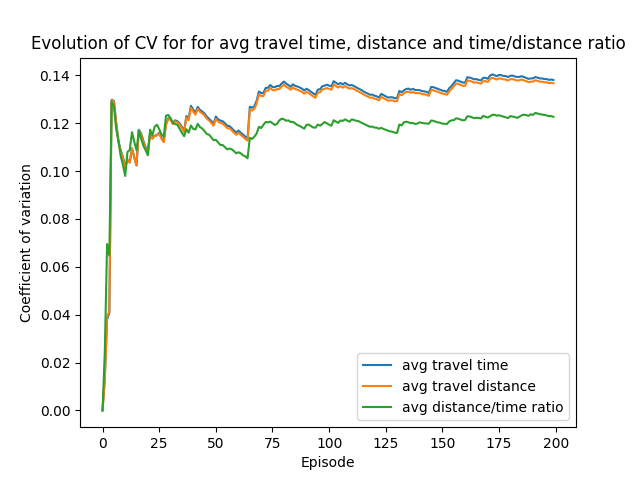 Evolution of CV for for avg travel time, distance and time/distance ratio
0.14
0.12
0.10
0.08
0.06
0.04
0.02
0.00
Coefficient of variation
avg travel time
avg travel distance
avg distance/time ratio
0 25 50 75 100 125 150 175 200
Episode